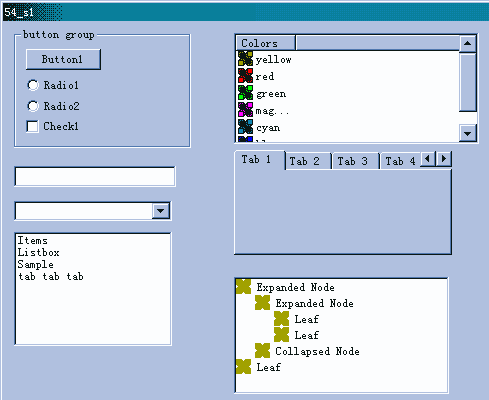 54_s1
button group
Button1
Radio1
Radio2
Check1
Items
Listbox
Sample
tab tab tab
Colors
yellow
red
green
mag...
cyan
Tab 1 Tab 2 Tab 3 Tab 4
Expanded Node
Expanded Node
Leaf
Leaf
Collapsed Node
Leaf